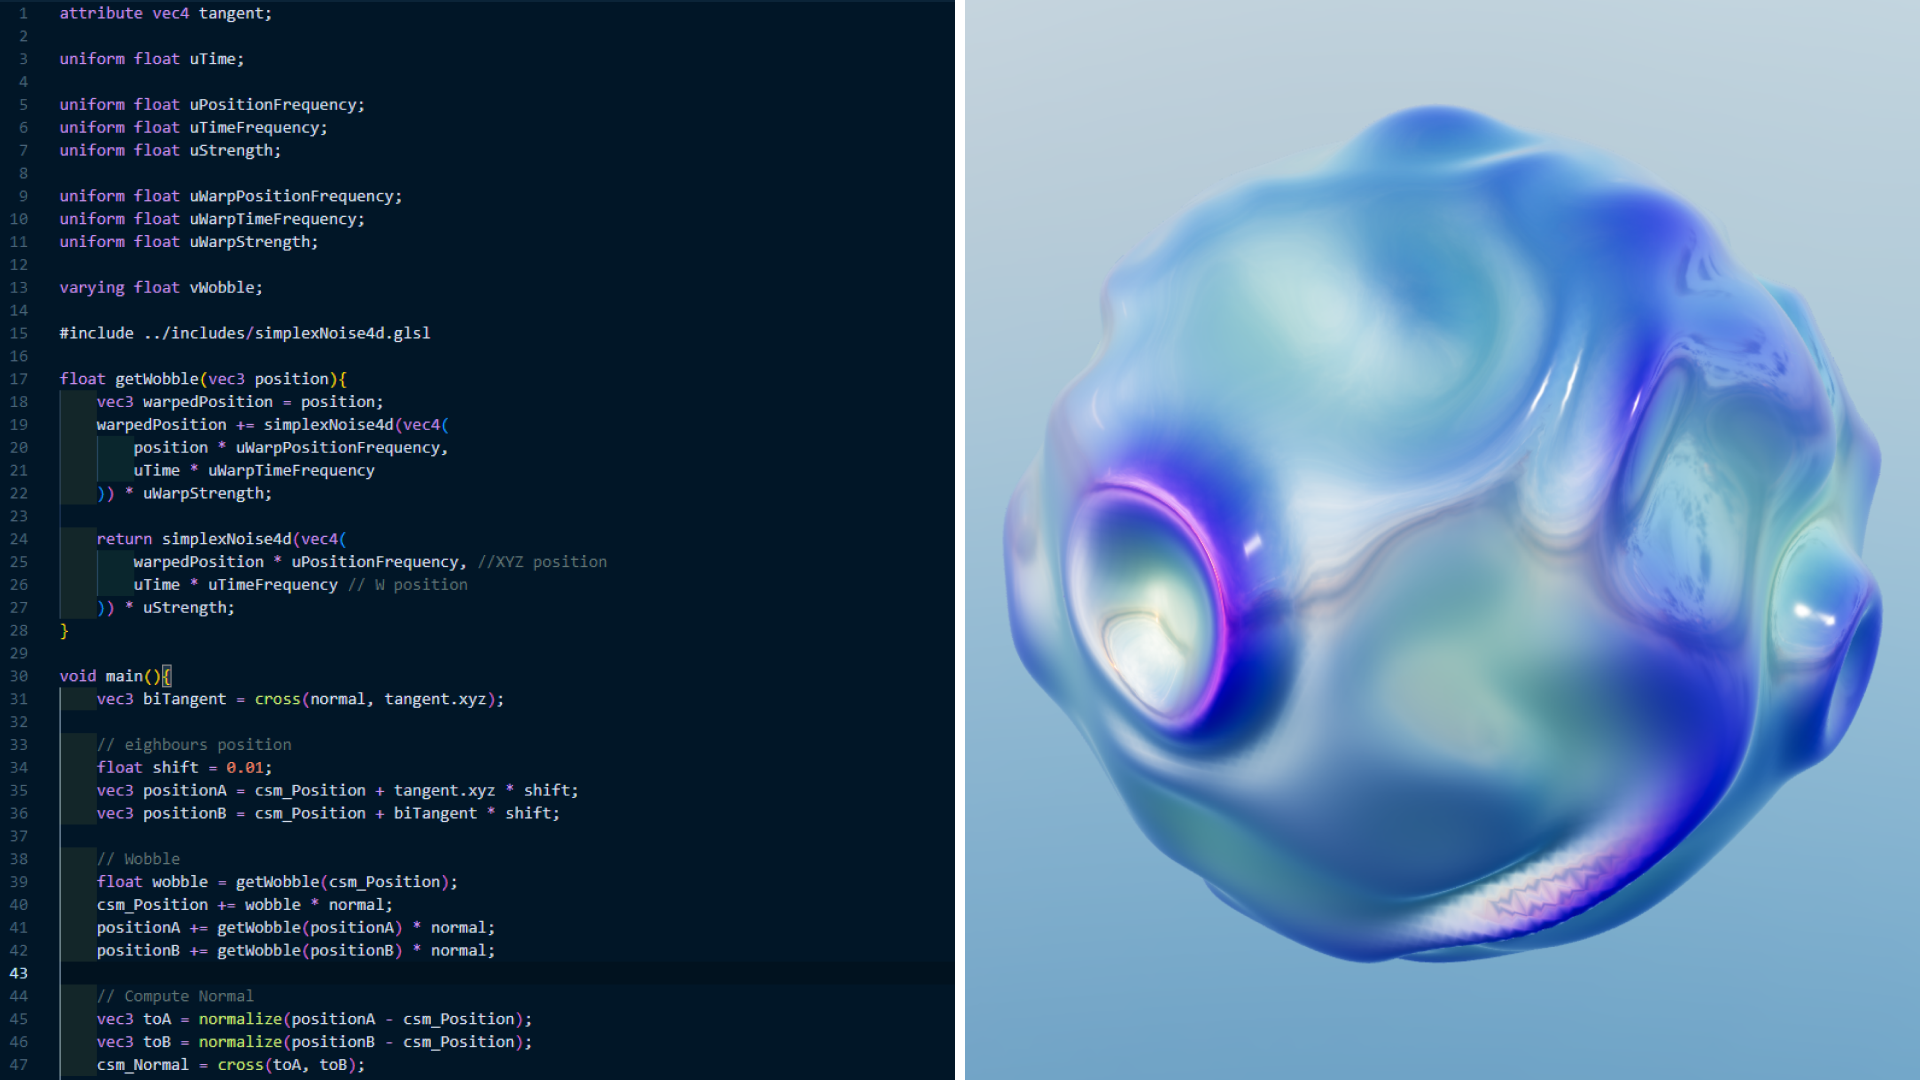 1 attribute vec4 tangent;
2
3 uniform float uTime;
4
5 uniform float uPositionFrequency;
6 uniform float uTimeFrequency;
7 uniform float uStrength;
8
9 uniform float uWarpPositionFrequency;
10 uniform float uWarpTimeFrequency;
11 uniform float uWarpStrength;
12
13 varying float vWobble;
14
15 #include ../includes/simplexNoise4d.glsl
16
17 float getWobble(vec3 position){
18 vec3 warpedPosition = position;
19 warpedPosition += simplexNoise4d(vec4(
20 position * uWarpPositionFrequency,
21 uTime * uWarpTimeFrequency
22 )) * uWarpStrength;
23
24 return simplexNoise4d(vec4(
25 warpedPosition * uPositionFrequency, //XYZ position
26 uTime * uTimeFrequency // W position
27 )) * uStrength;
28 }
29
30 void main(){
31 vec3 biTangent = cross(normal, tangent.xyz);
32
33 // eighbours position
34 float shift = 0.01;
35 vec3 positionA = csm_Position + tangent.xyz * shift;
36 vec3 positionB = csm_Position + biTangent * shift;
37
38 // Wobble
39 float wobble = getWobble(csm_Position);
40 csm_Position += wobble * normal;
41 positionA += getWobble(positionA) * normal;
42 positionB += getWobble(positionB) * normal;
43
44 // Compute Normal
45 vec3 toA = normalize(positionA - csm_Position);
46 vec3 toB = normalize(positionB - csm_Position);
47 csm_Normal = cross(toA, toB);